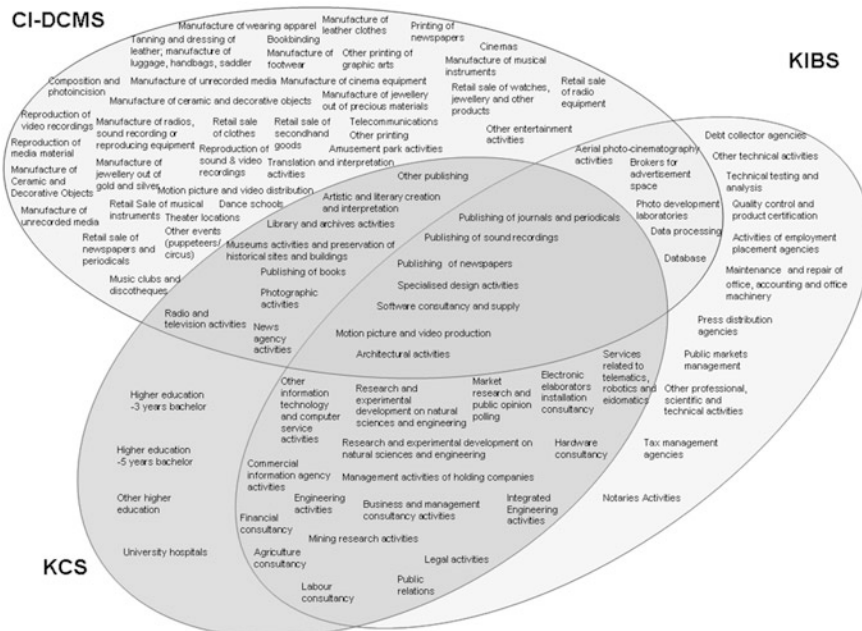 CI-DCMS
KIBS
KCS
Manufacture of wearing apparel
Manufacture of
leather clothes
Printing of
newspapers
Tanning and dressing of
leather; manufacture of
luggage, handbags, saddler
Bookbinding
Manufacture of
footwear
Other printing of
graphic arts
Cinemas
Manufacture of musical
instruments
Composition and
photoincision
Manufacture of unrecorded media
Manufacture of cinema equipment
Retail sale of watches,
jewellery and other
products
Retail sale
of radio
equipment
Manufacture of ceramic and decorative objects
Manufacture of jewellery
out of precious materials
Reproduction of
video recordings
Manufacture of radios,
sound recording or
reproducing equipment
Retail sale
of clothes
Retail sale of
secondhand
goods
Telecommunications
Other printing
Other entertainment
activities
Reproduction of
media material
Reproduction of
sound & video
recordings
Amusement park activities
Translation and interpretation
activities
Manufacture of
Ceramic and
Decorative Objects
Manufacture of
jewellery out of
gold and silver
Motion picture and video distribution
Manufacture of
unrecorded media
Retail Sale of musical
instruments
Dance schools
Theater locations
Other events
(puppeteers/
circus)
Retail sale of
newspapers and
periodicals
Music clubs and
discotheques
Aerial photo-cinematography
activities
Brokers for
advertisement
space
Photo development
laboratories
Data processing
Database
Debt collector agencies
Other technical activities
Technical testing and
analysis
Quality control and
product certification
Activities of employment
placement agencies
Maintenance and repair of
office, accounting and office
machinery
Press distribution
agencies
Public markets
management
Other professional,
scientific and
technical activities
Tax management
agencies
Notaries Activities
Other publishing
Artistic and literary creation
and interpretation
Library and archives activities
Museums activities and preservation of
historical sites and buildings
Publishing of books
Photographic
activities
Radio and
television activities
News
agency
activities
Publishing of journals and periodicals
Publishing of sound recordings
Publishing of newspapers
Specialised design activities
Software consultancy and supply
Motion picture and video production
Architectural activities
Higher education
-3 years bachelor
Higher education
-5 years bachelor
Other higher
education
University hospitals
Other
information
technology
and computer
service
activities
Research and
experimental
development on natural
sciences and engineering
Market
research and
public opinion
polling
Electronic
elaborators
installation
consultancy
Services
related to
telematics,
robotics and
eidomatics
Research and experimental development on
natural sciences and engineering
Hardware
consultancy
Commercial
information agency
activities
Management activities of holding companies
Engineering
activities
Business and management
consultancy activities
Integrated
Engineering
activities
Financial
consultancy
Mining research activities
Agriculture
consultancy
Legal activities
Labour
consultancy
Public
relations